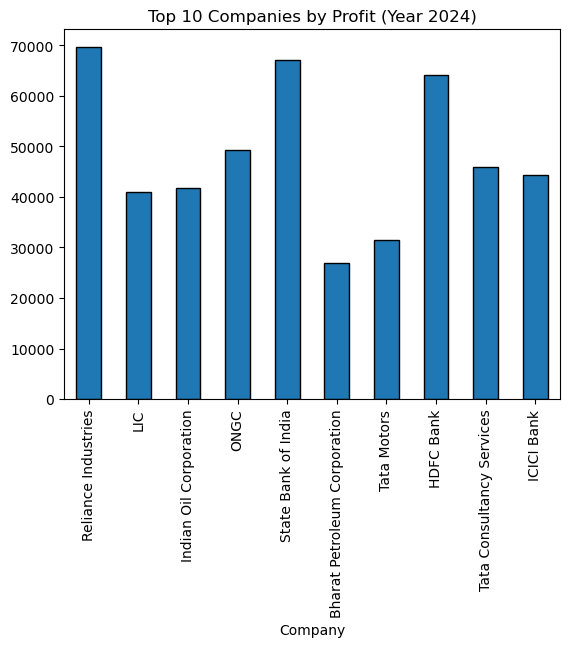 Top 10 Companies by Profit (Year 2024)
70000
60000
50000
40000
30000
20000
10000
0
Reliance Industries
LIC
Indian Oil Corporation
ONGC
State Bank of India
Bharat Petroleum Corporation
Tata Motors
HDFC Bank
Tata Consultancy Services
ICICI Bank
Company